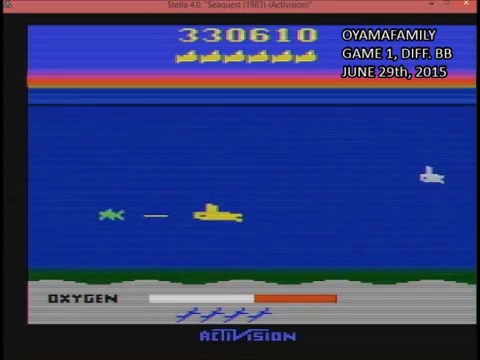 Stella 4.0: "Seaquest (1983) (Activision)"
330610
OYAMAFAMILY
GAME 1, DIFF. BB
JUNE 29th, 2015
OXYGEN
ACTIVISION